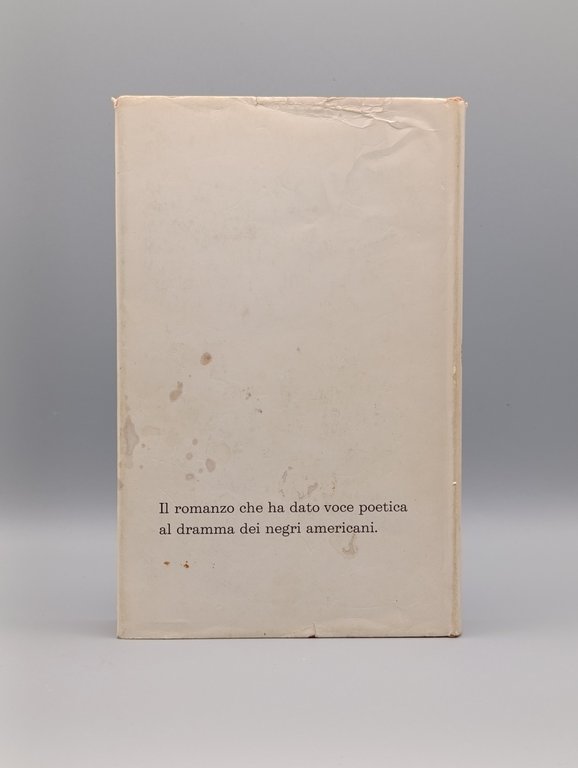 Il romanzo che ha dato voce poetica
al dramma dei negri americani.